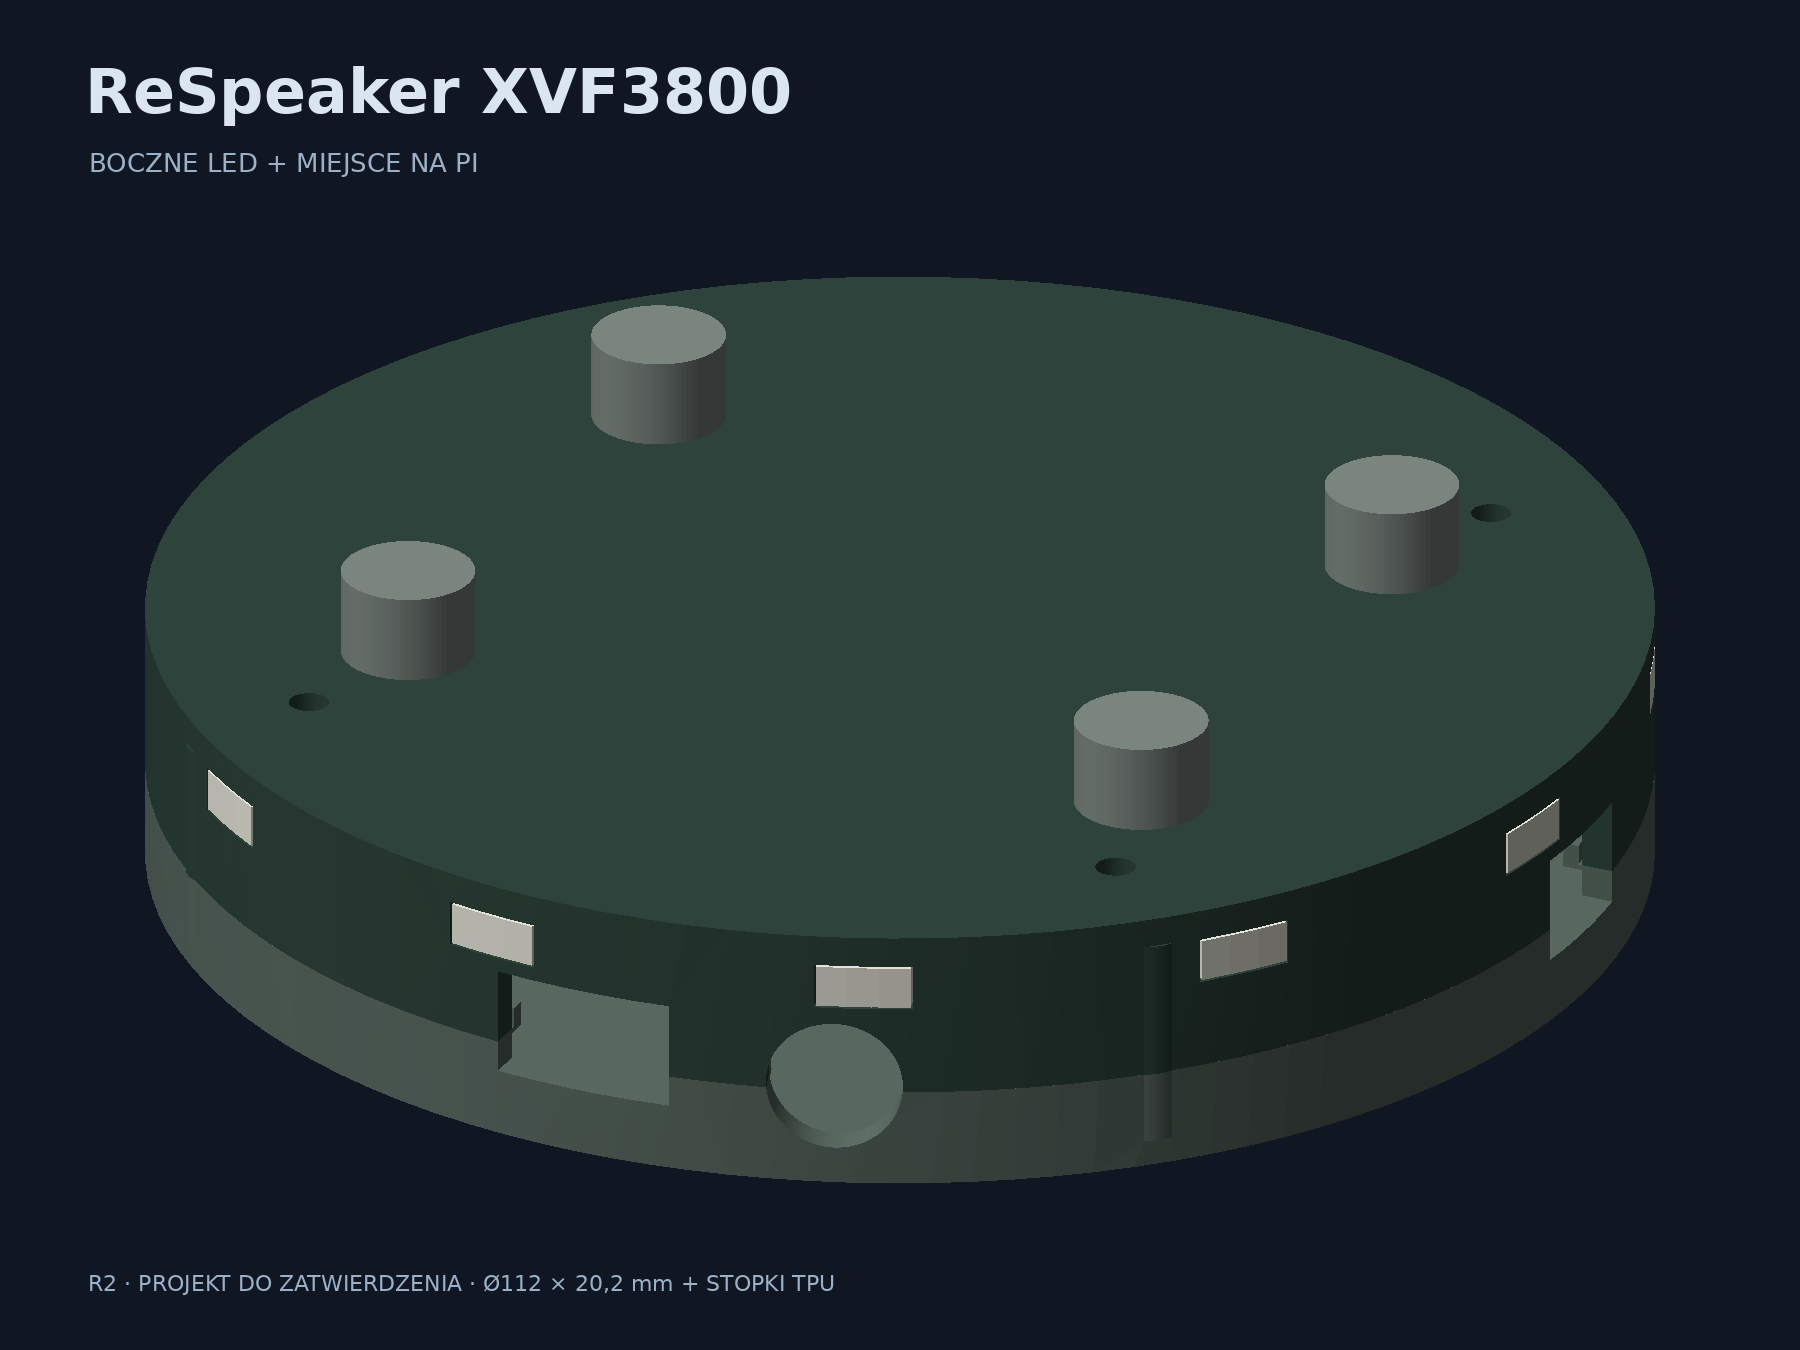 ReSpeaker XVF3800
BOCZNE LED + MIEJSCE NA PI
R2 · PROJEKT DO ZATWIERDZENIA · Ø112 × 20,2 mm + STOPKI TPU